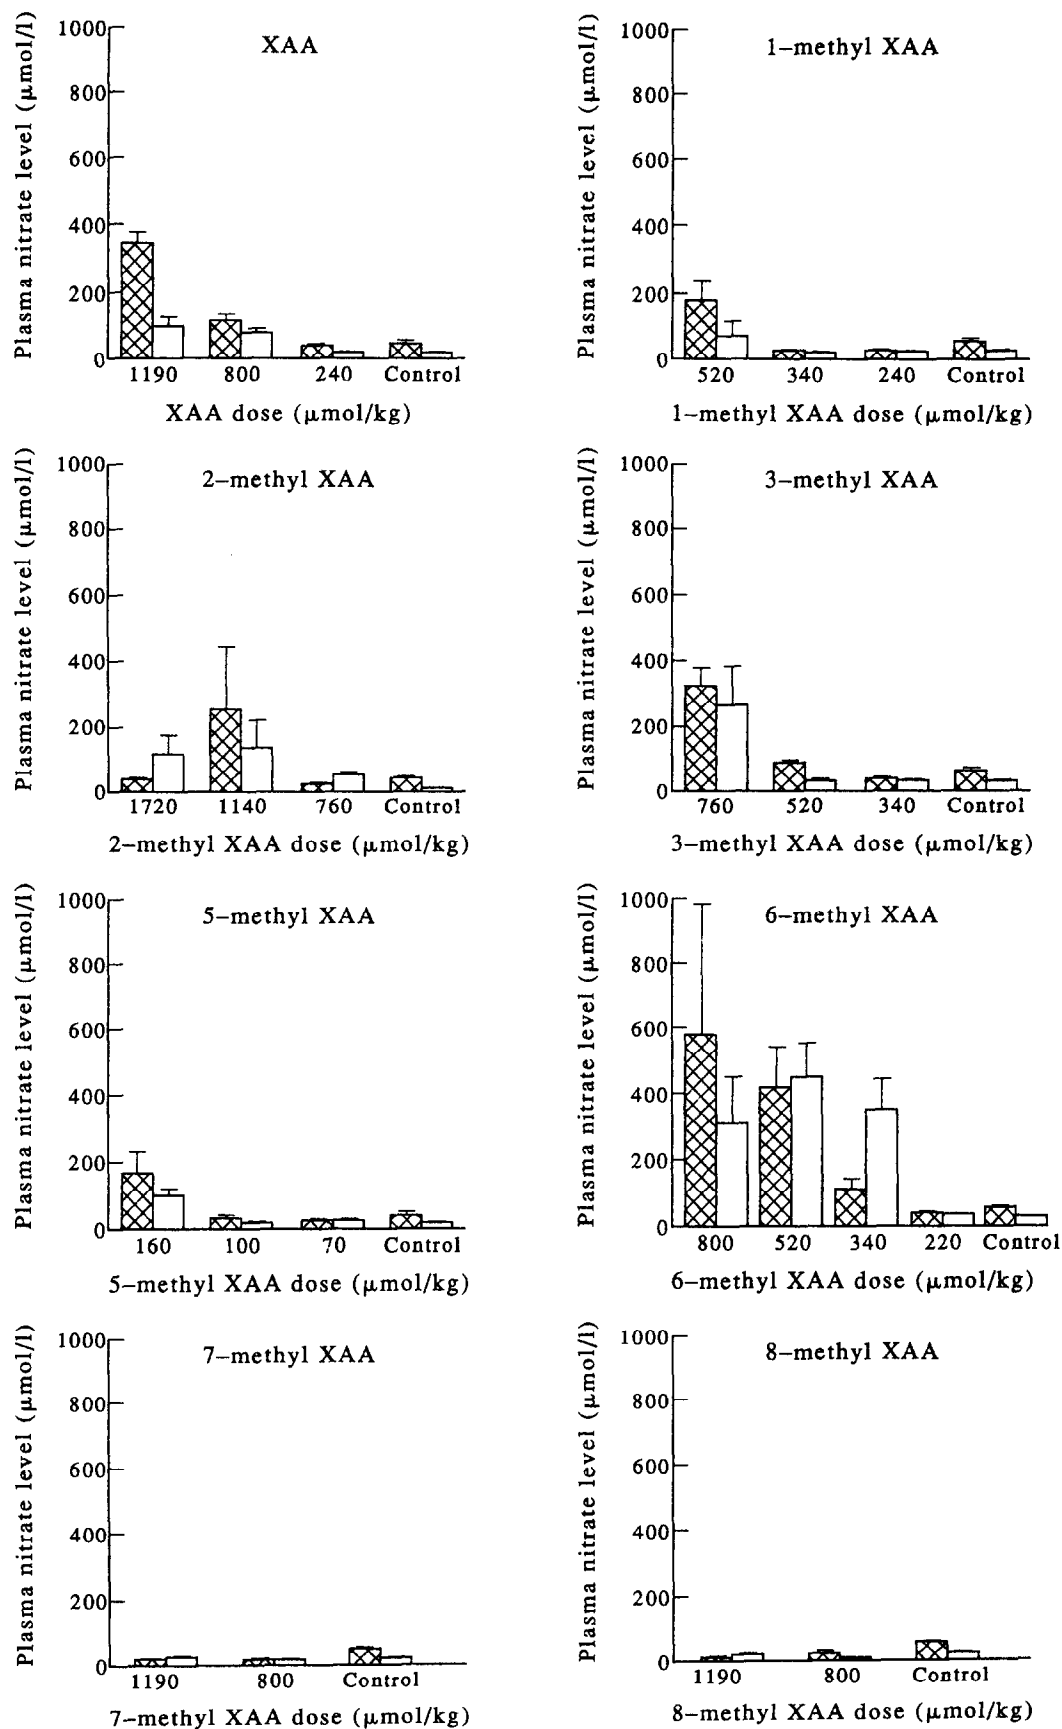 Plasma nitrate level (μmol/l)
1000
800
600
400
200
0
XAA
1190 800 240 Control
XAA dose (μmol/kg)
Plasma nitrate level (μmol/l)
1000
800
600
400
200
0
1–methyl XAA
520 340 240 Control
1–methyl XAA dose (μmol/kg)
Plasma nitrate level (μmol/l)
1000
800
600
400
200
0
2–methyl XAA
1720 1140 760 Control
2–methyl XAA dose (μmol/kg)
Plasma nitrate level (μmol/l)
1000
800
600
400
200
0
3–methyl XAA
760 520 340 Control
3–methyl XAA dose (μmol/kg)
Plasma nitrate level (μmol/l)
1000
800
600
400
200
0
5–methyl XAA
160 100 70 Control
5–methyl XAA dose (μmol/kg)
Plasma nitrate level (μmol/l)
1000
800
600
400
200
0
6–methyl XAA
800 520 340 220 Control
6–methyl XAA dose (μmol/kg)
Plasma nitrate level (μmol/l)
1000
800
600
400
200
0
7–methyl XAA
1190 800 Control
7–methyl XAA dose (μmol/kg)
Plasma nitrate level (μmol/l)
1000
800
600
400
200
0
8–methyl XAA
1190 800 Control
8–methyl XAA dose (μmol/kg)